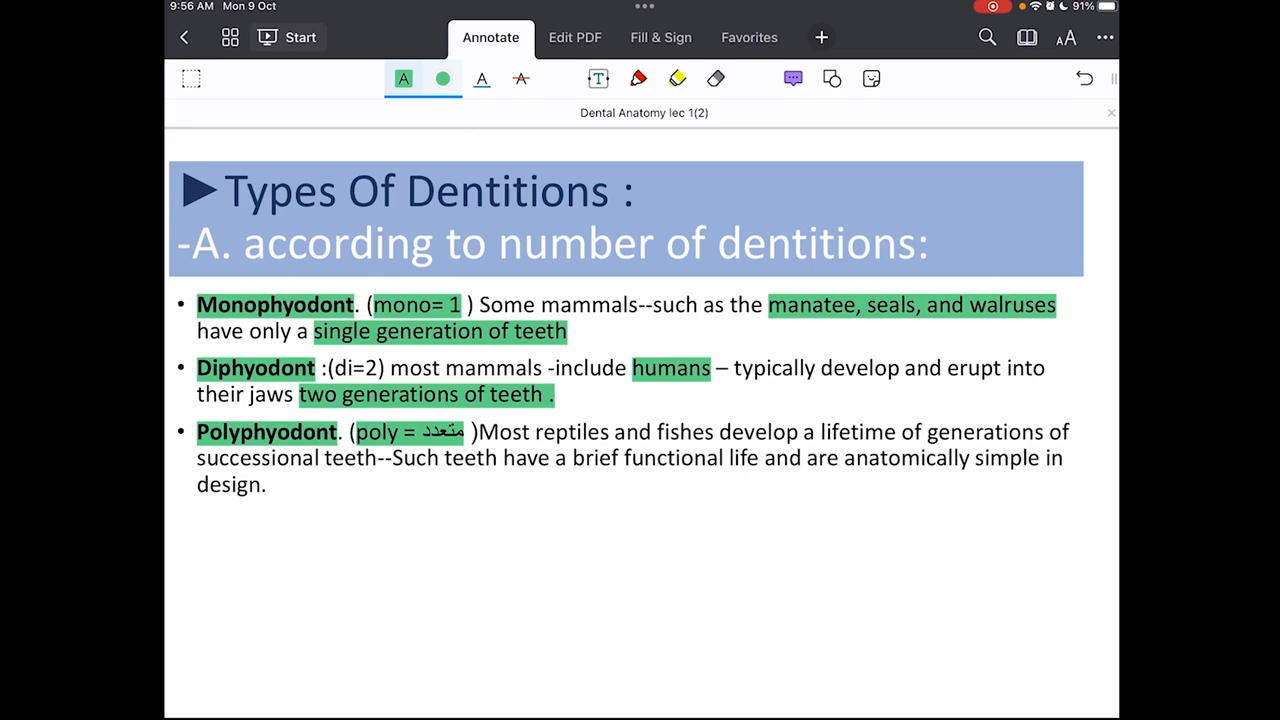 9:56 AM Mon 9 Oct
91%
Start
Annotate
Edit PDF
Fill & Sign
Favorites
AA
A
A
A
T
Dental Anatomy lec 1(2)
►Types Of Dentitions :
-A. according to number of dentitions:
• Monophyodont. (mono= 1 ) Some mammals--such as the manatee, seals, and walruses
have only a single generation of teeth
• Diphyodont :(di=2) most mammals -include humans – typically develop and erupt into
their jaws two generations of teeth .
• Polyphyodont. (poly = متعدد )Most reptiles and fishes develop a lifetime of generations of
successional teeth--Such teeth have a brief functional life and are anatomically simple in
design.